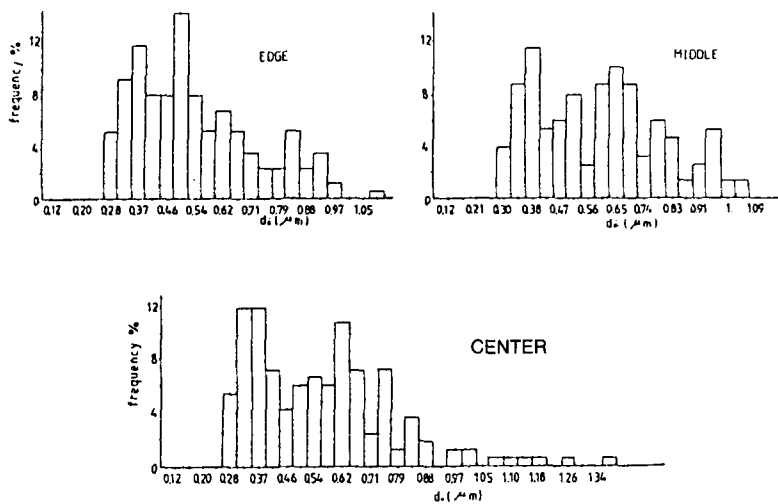 12
8
4
0
frequency %
EDGE
0.12 0.20 0.28 0.37 0.46 0.54 0.62 0.71 0.79 0.88 0.97 1.05
dₒ (μm)
12
8
4
0
MIDDLE
0.12 0.21 0.30 0.38 0.47 0.56 0.65 0.74 0.83 0.91 1. 1.09
dₒ (μm)
12
8
4
0
frequency %
CENTER
0.12 0.20 0.28 0.37 0.46 0.54 0.62 0.71 0.79 0.88 0.97 1.05 1.10 1.18 1.26 1.34
dₒ (μm)